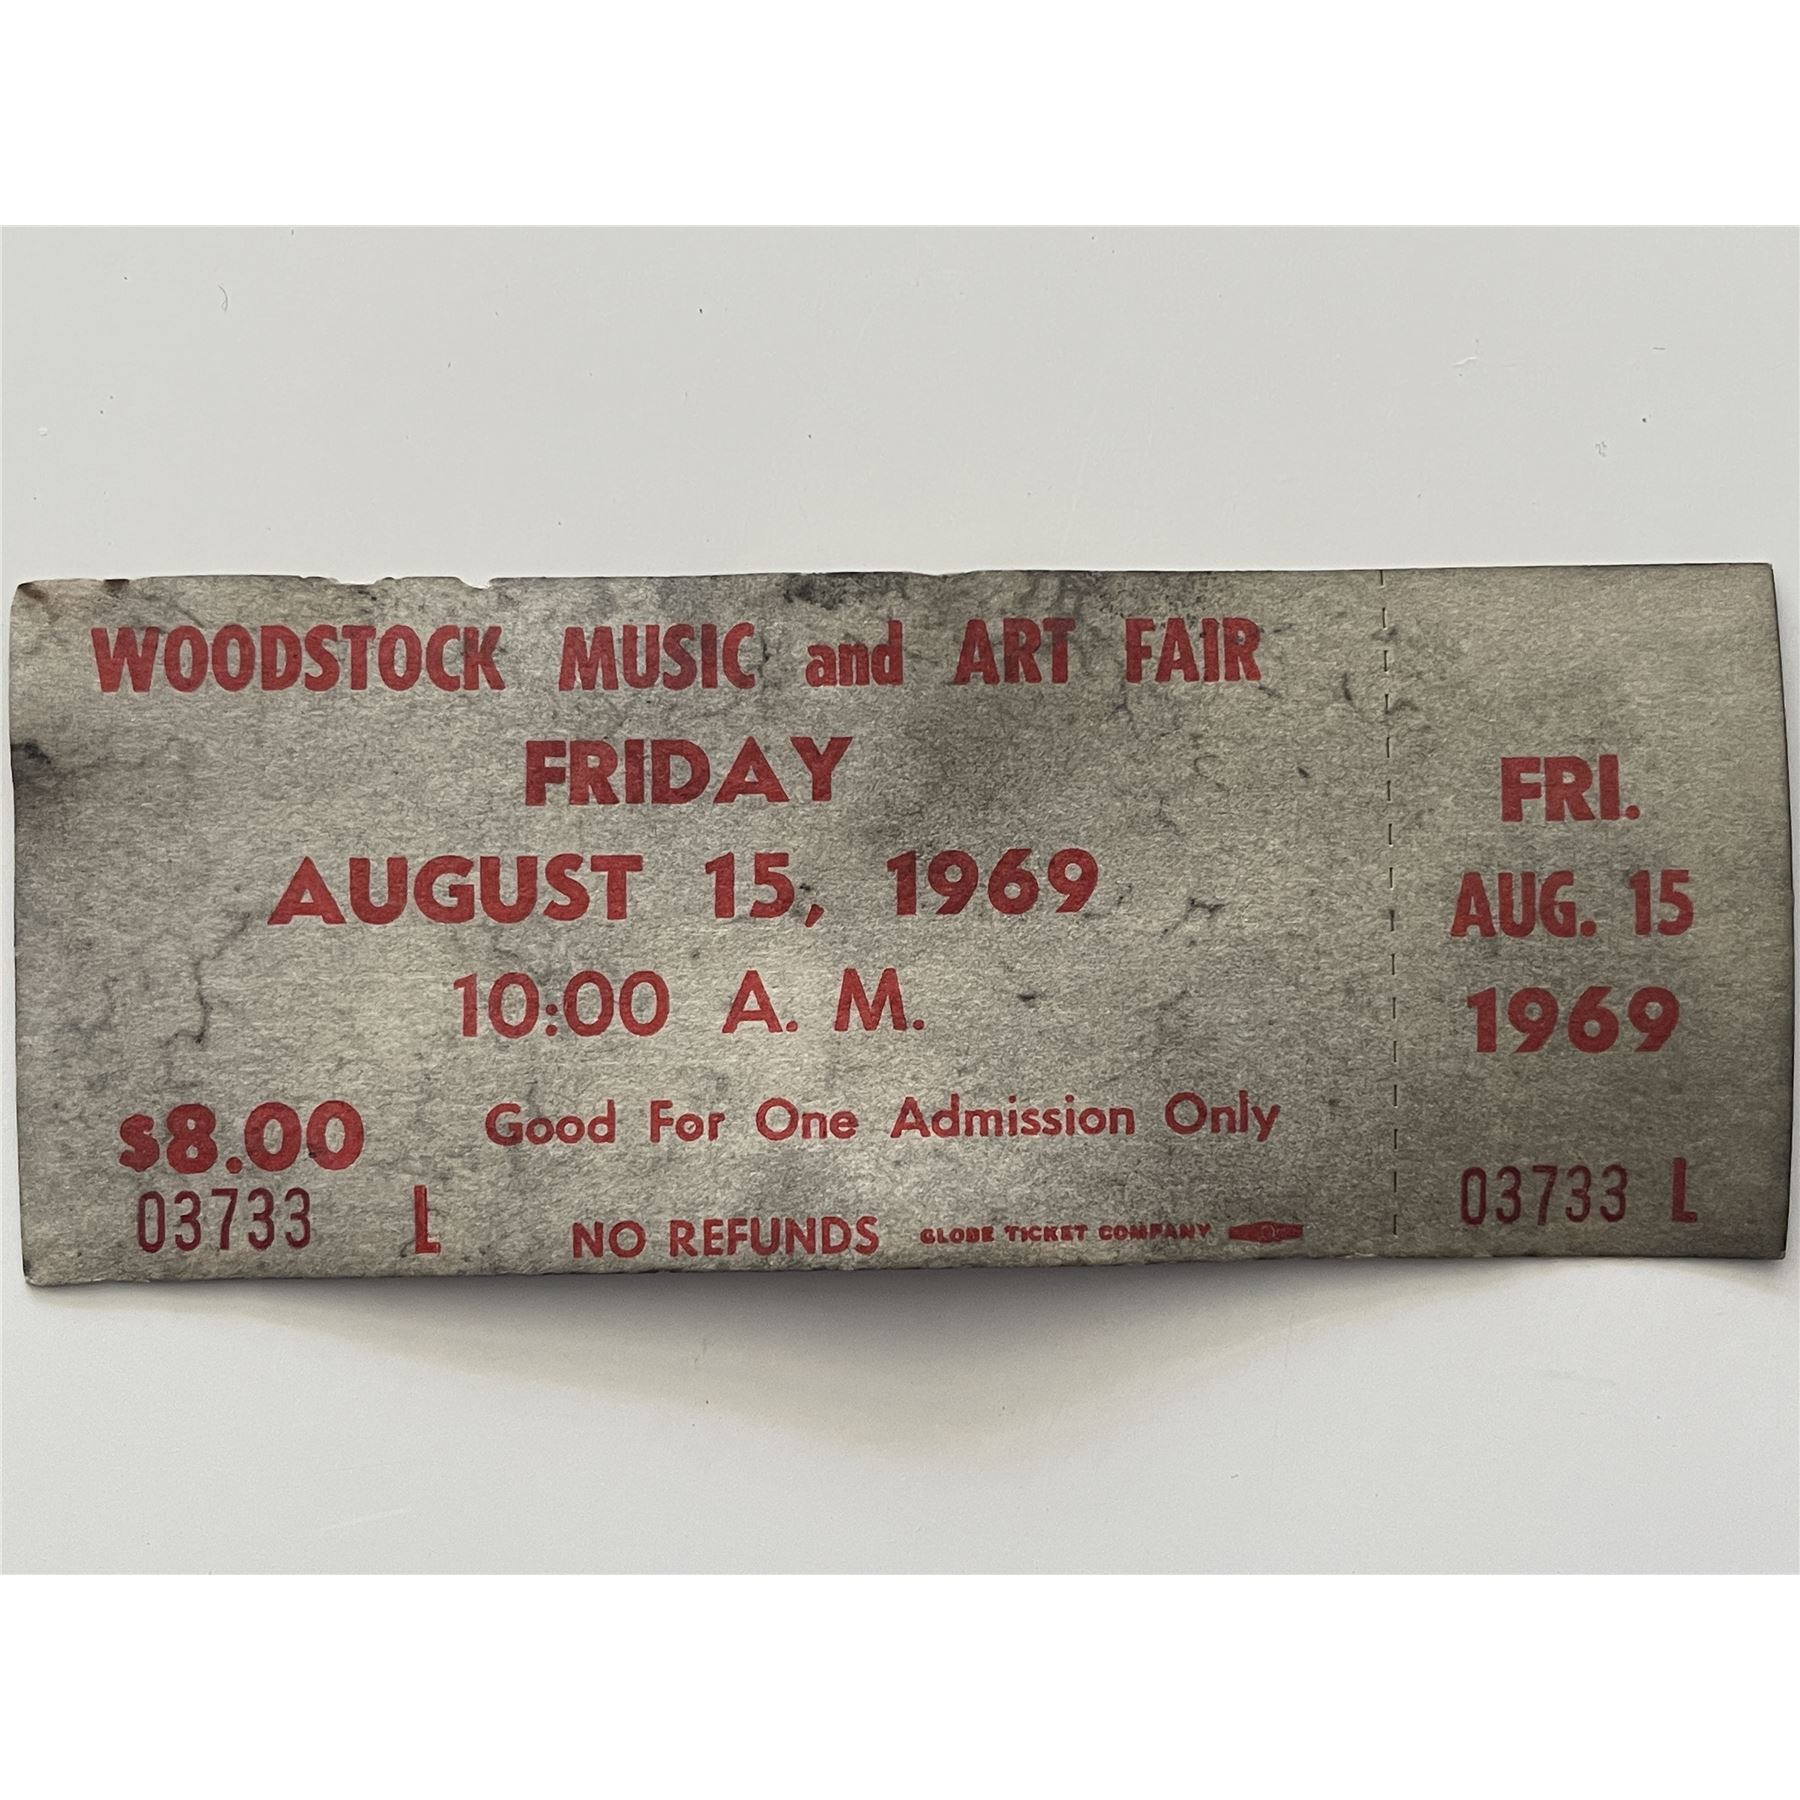 WOODSTOCK MUSIC and ART FAIR
FRIDAY
AUGUST 15, 1969
10:00 A. M.
$8.00 Good For One Admission Only
03733 L NO REFUNDS GLOBE TICKET COMPANY
FRI.
AUG. 15
1969
03733 L